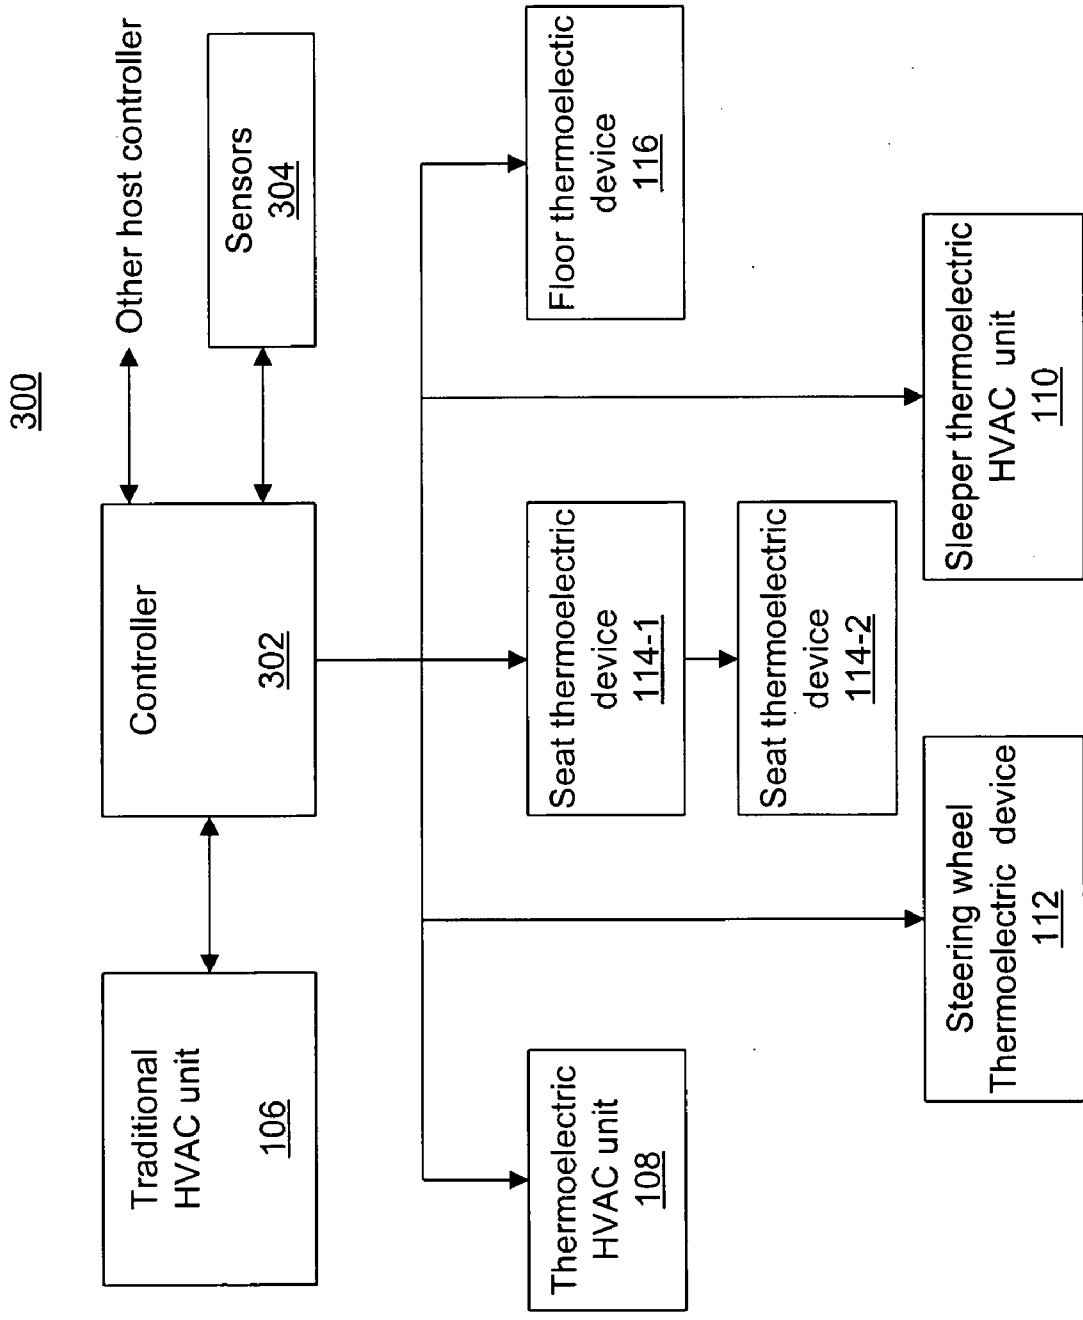 300
Traditional
HVAC unit
106
Controller
302
Other host controller
Sensors
304
Thermoelectric
HVAC unit
108
Seat thermoelectric
device
114-1
Floor thermoelectic
device
116
Seat thermoelectric
device
114-2
Steering wheel
Thermoelectric device
112
Sleeper thermoelectric
HVAC unit
110